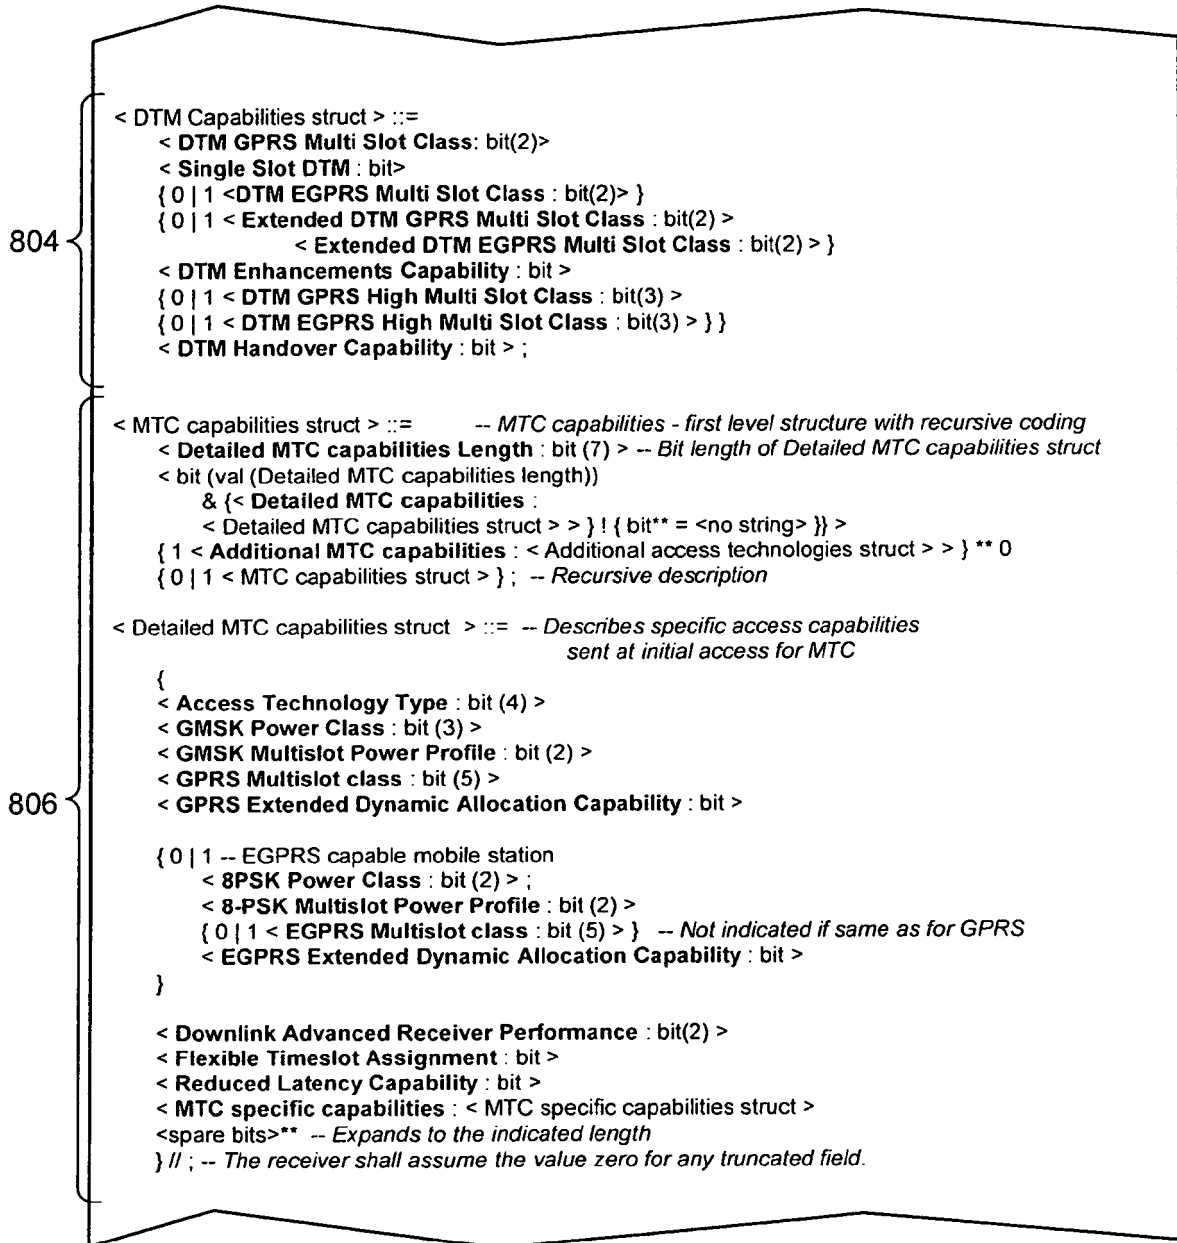 < DTM Capabilities struct > ::=
< DTM GPRS Multi Slot Class: bit(2)>
< Single Slot DTM : bit>
{ 0 | 1 <DTM EGPRS Multi Slot Class : bit(2)> }
{ 0 | 1 < Extended DTM GPRS Multi Slot Class : bit(2) >
804
< Extended DTM EGPRS Multi Slot Class : bit(2) > }
< DTM Enhancements Capability : bit >
{ 0 | 1 < DTM GPRS High Multi Slot Class : bit(3) >
{ 0 | 1 < DTM EGPRS High Multi Slot Class : bit(3) > } }
< DTM Handover Capability : bit > ;
< MTC capabilities struct > ::= -- MTC capabilities - first level structure with recursive coding
< Detailed MTC capabilities Length : bit (7) > -- Bit length of Detailed MTC capabilities struct
< bit (val (Detailed MTC capabilities length))
& {< Detailed MTC capabilities :
< Detailed MTC capabilities struct > > } ! { bit** = <no string> }} >
{ 1 < Additional MTC capabilities : < Additional access technologies struct > > } ** 0
{ 0 | 1 < MTC capabilities struct > } ; -- Recursive description
< Detailed MTC capabilities struct > ::= -- Describes specific access capabilities
sent at initial access for MTC
{
< Access Technology Type : bit (4) >
< GMSK Power Class : bit (3) >
< GMSK Multislot Power Profile : bit (2) >
< GPRS Multislot class : bit (5) >
806
< GPRS Extended Dynamic Allocation Capability : bit >
{ 0 | 1 -- EGPRS capable mobile station
< 8PSK Power Class : bit (2) > ;
< 8-PSK Multislot Power Profile : bit (2) >
{ 0 | 1 < EGPRS Multislot class : bit (5) > } -- Not indicated if same as for GPRS
< EGPRS Extended Dynamic Allocation Capability : bit >
}
< Downlink Advanced Receiver Performance : bit(2) >
< Flexible Timeslot Assignment : bit >
< Reduced Latency Capability : bit >
< MTC specific capabilities : < MTC specific capabilities struct >
<spare bits>** -- Expands to the indicated length
} // ; -- The receiver shall assume the value zero for any truncated field.